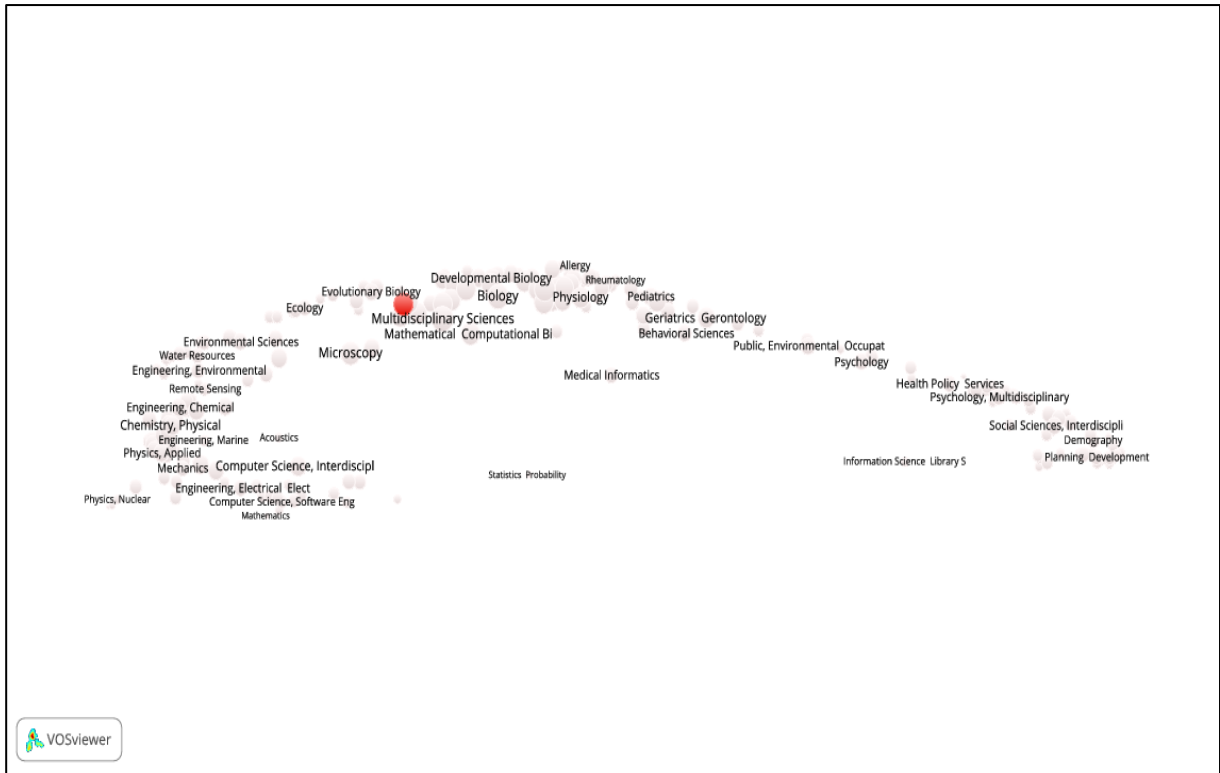 Allergy
Developmental Biology
Rheumatology
Evolutionary Biology
Biology
Physiology
Pediatrics
Ecology
Multidisciplinary Sciences
Geriatrics Gerontology
Mathematical Computational Bi
Behavioral Sciences
Environmental Sciences
Public, Environmental Occupat
Microscopy
Water Resources
Psychology
Engineering, Environmental
Medical Informatics
Health Policy Services
Remote Sensing
Psychology, Multidisciplinary
Engineering, Chemical
Chemistry, Physical
Social Sciences, Interdiscipli
Engineering, Marine
Acoustics
Demography
Physics, Applied
Planning Development
Information Science Library S
Mechanics
Computer Science, Interdiscipl
Statistics Probability
Engineering, Electrical Elect
Physics, Nuclear
Computer Science, Software Eng
Mathematics
VOSviewer